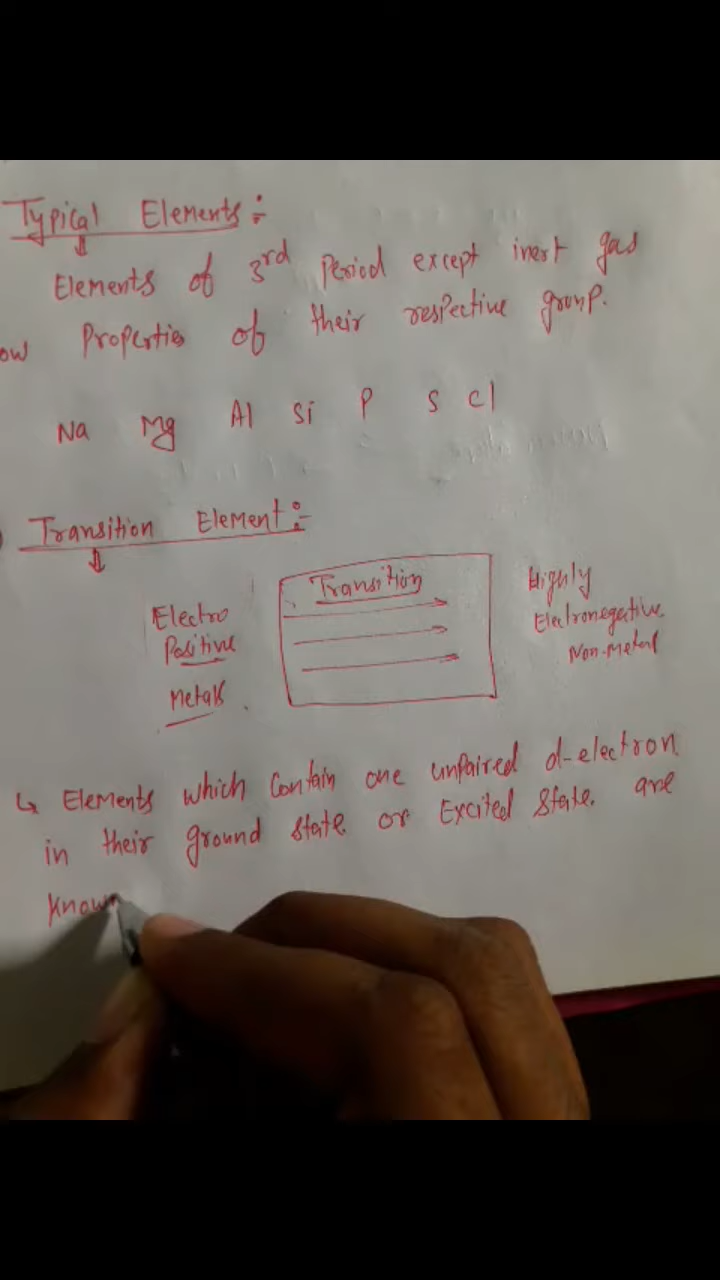 Typical Elements :-
Elements of 3rd Period except inert gas
ow Properties of their respective group.
Na Mg Al Si P S Cl
Transition Element :-
Transition
Electro
Positive
Metals
Highly
Electronegative
Non-Metal
↳ Elements which Contain one unpaired d-electron
in their ground state or Excited State. are
known